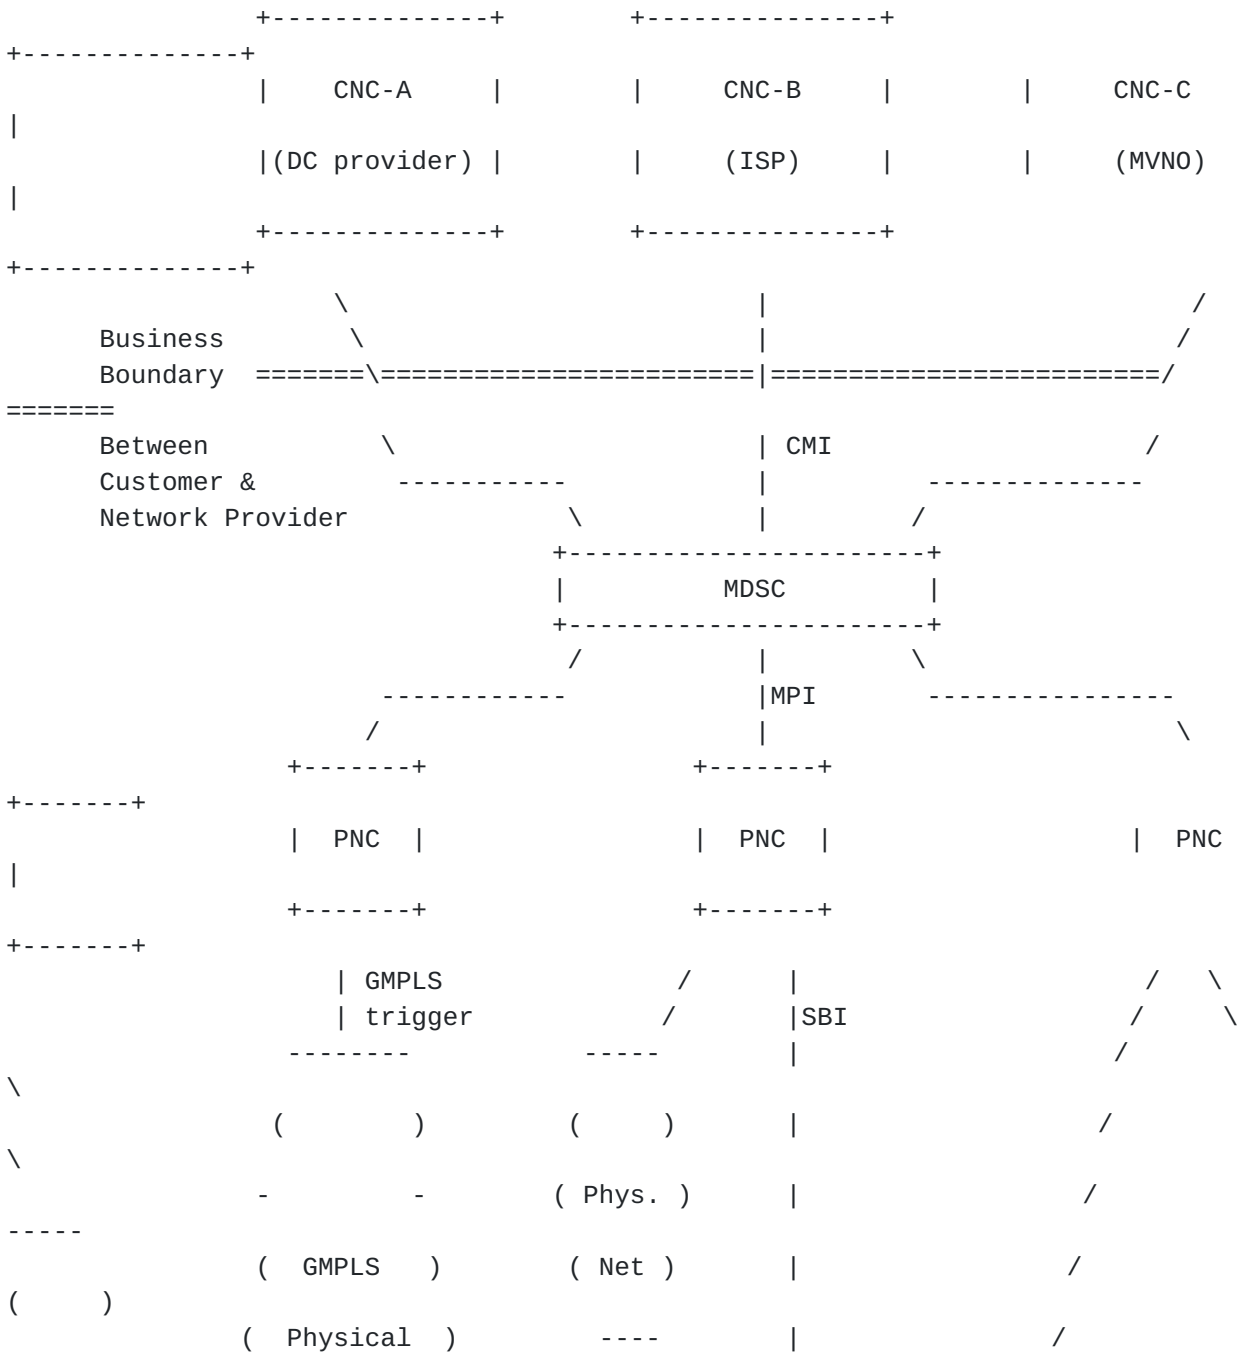 +--------------+        +---------------+
+--------------+
                |    CNC-A     |        |     CNC-B     |        |     CNC-C
|
                |(DC provider) |        |     (ISP)     |        |     (MVNO)
|
                +--------------+        +---------------+
+--------------+
                     \                          |                           /
      Business        \                         |                          /
      Boundary  =======\========================|=========================/
=======
      Between           \                       | CMI                    /
      Customer &         -----------            |          --------------
      Network Provider              \           |         /
                                   +-----------------------+
                                   |          MDSC         |
                                   +-----------------------+
                                    /           |         \
                        ------------            |MPI       ----------------
                       /                        |                          \
                  +-------+                 +-------+
+-------+
                  |  PNC  |                 |  PNC  |                   |  PNC
|
                  +-------+                 +-------+
+-------+
                     | GMPLS               /      |                      /   \
                     | trigger            /       |SBI                  /     \
                  --------           -----        |                    /
\
                 (        )         (     )       |                   /
\
                -         -        ( Phys. )      |                  /
-----
                (  GMPLS   )        ( Net )       |                 /
(     )
               (  Physical  )         ----        |                /